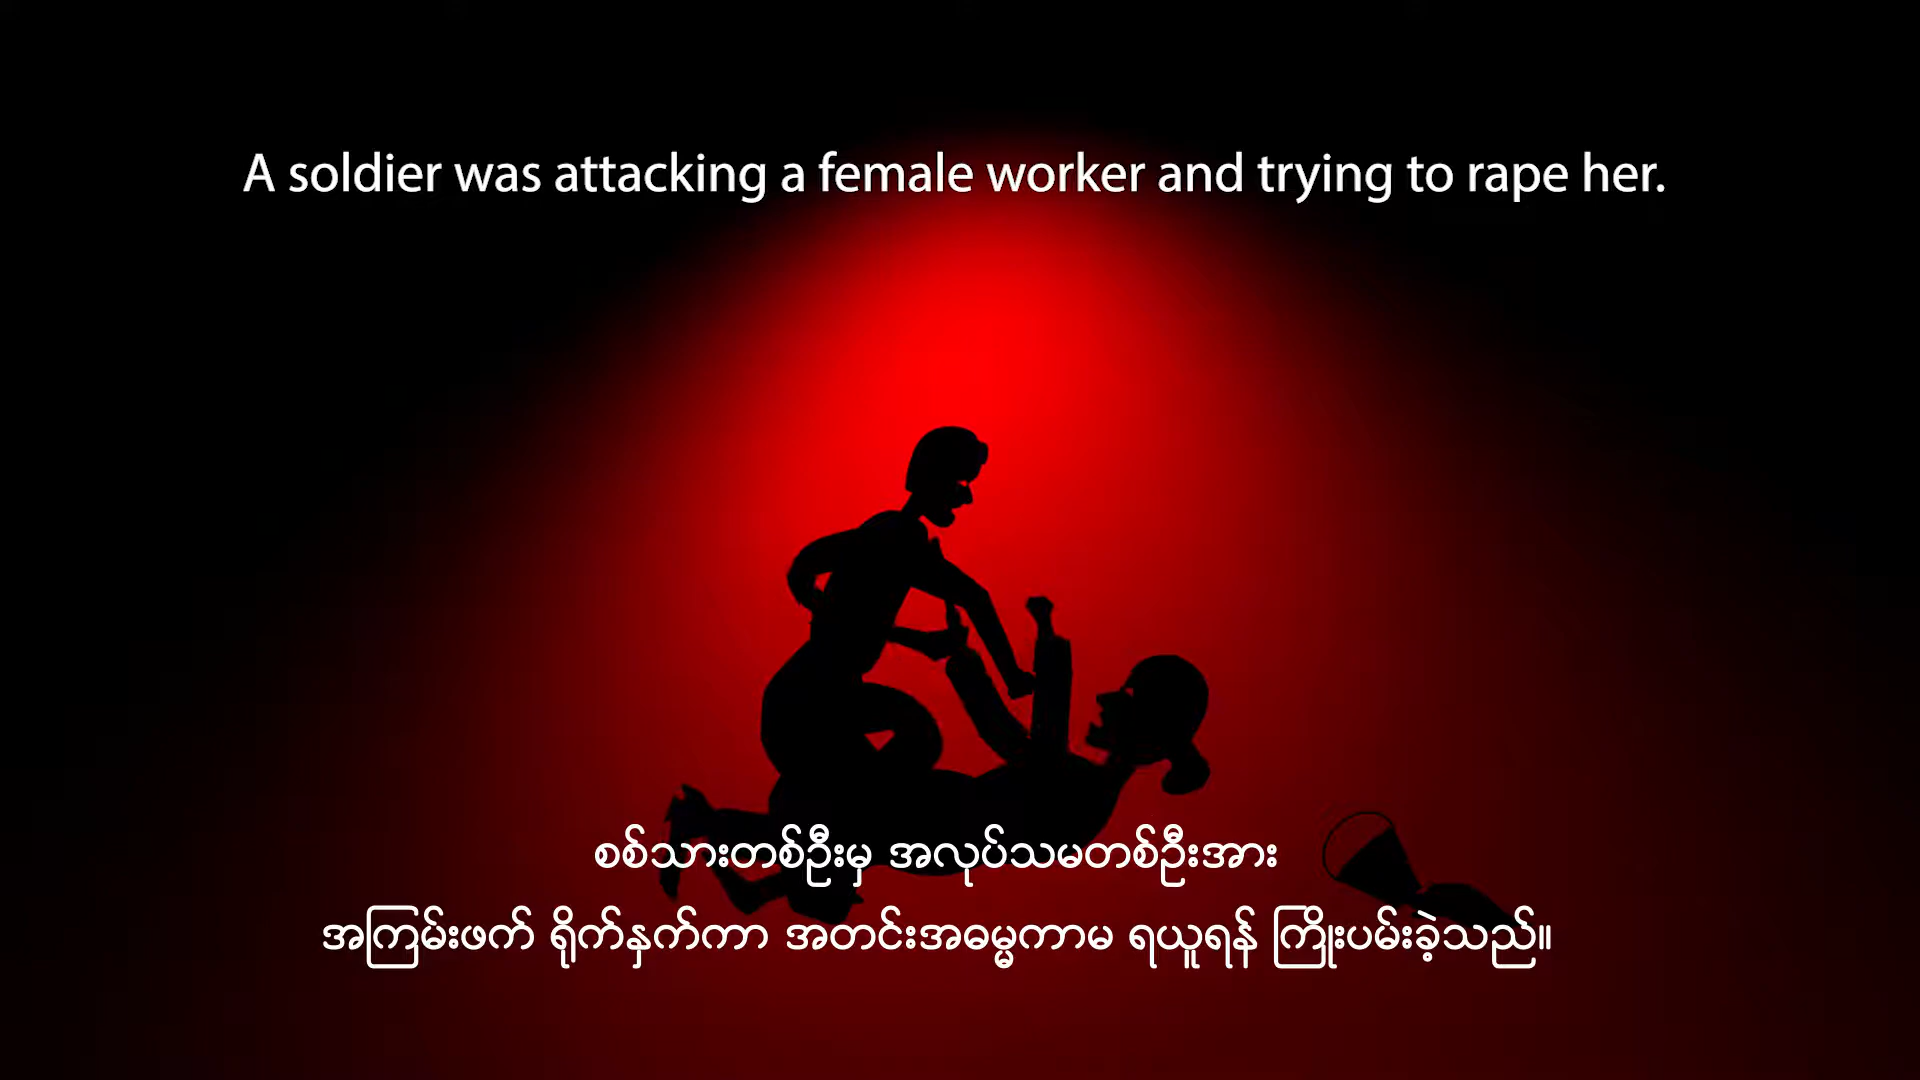 A soldier was attacking a female worker and trying to rape her.
စစ်သားတစ်ဦးမှ အလုပ်သမတစ်ဦးအား
အကြမ်းဖက် ရိုက်နှက်ကာ အတင်းအဓမ္မကာမ ရယူရန် ကြိုးပမ်းခဲ့သည်။